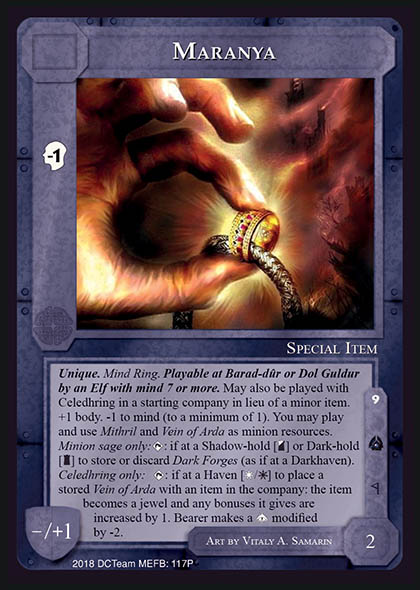 MARANYA
-1
SPECIAL ITEM
Unique. Mind Ring. Playable at Barad-dûr or Dol Guldur
by an Elf with mind 7 or more. May also be played with
Celedhring in a starting company in lieu of a minor item.
+1 body. -1 to mind (to a minimum of 1). You may play
and use Mithril and Vein of Arda as minion resources.
Minion sage only: : if at a Shadow-hold [ ] or Dark-hold
[ ] to store or discard Dark Forges (as if at a Darkhaven).
Celedhring only: : if at a Haven [ / ] to place a
stored Vein of Arda with an item in the company: the item
becomes a jewel and any bonuses it gives are
increased by 1. Bearer makes a modified
by -2.
9
–/+1
ART BY VITALY A. SAMARIN
2
2018 DCTeam MEFB: 117P